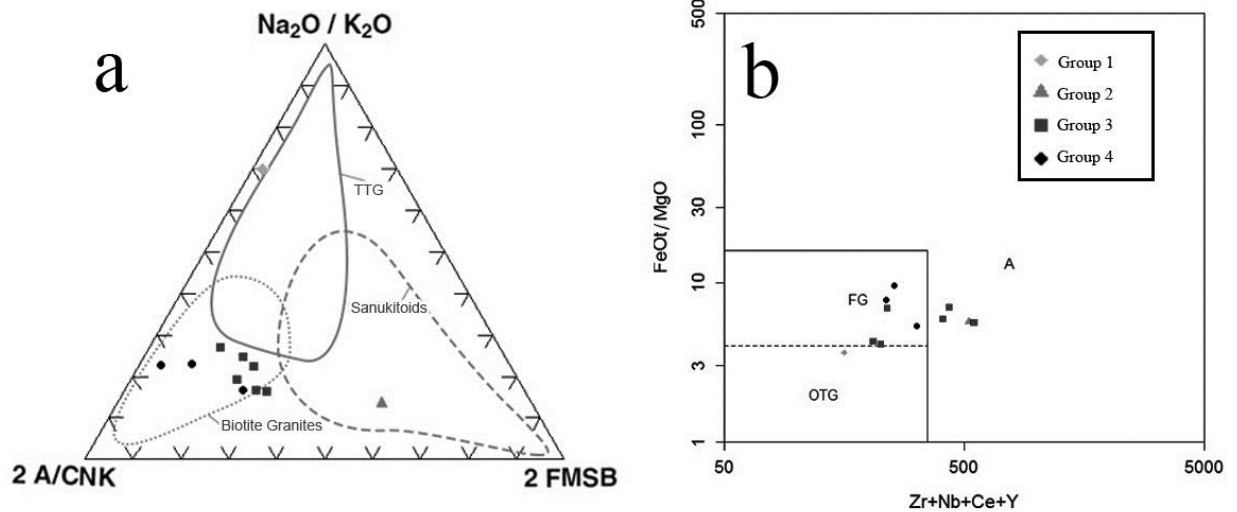 a
Na₂O / K₂O
TTG
Sanukitoids
Biotite Granites
2 A/CNK
2 FMSB
b
Group 1
Group 2
Group 3
Group 4
500
100
30
10
3
1
FeOt/MgO
A
FG
OTG
50
500
5000
Zr+Nb+Ce+Y